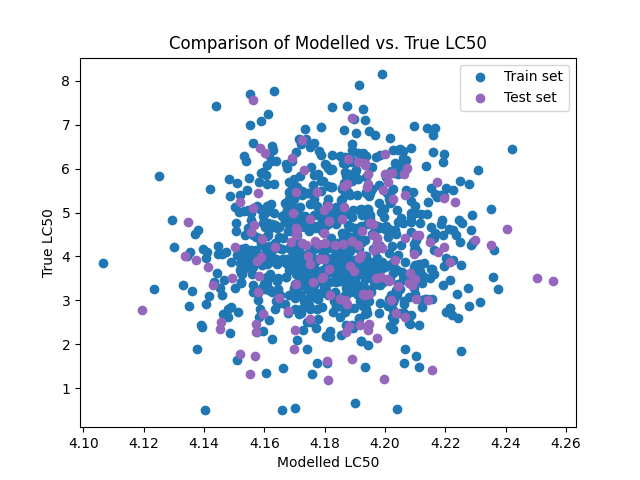 Comparison of Modelled vs. True LC50
Train set
Test set
8
7
6
5
4
3
2
1
True LC50
4.10 4.12 4.14 4.16 4.18 4.20 4.22 4.24 4.26
Modelled LC50